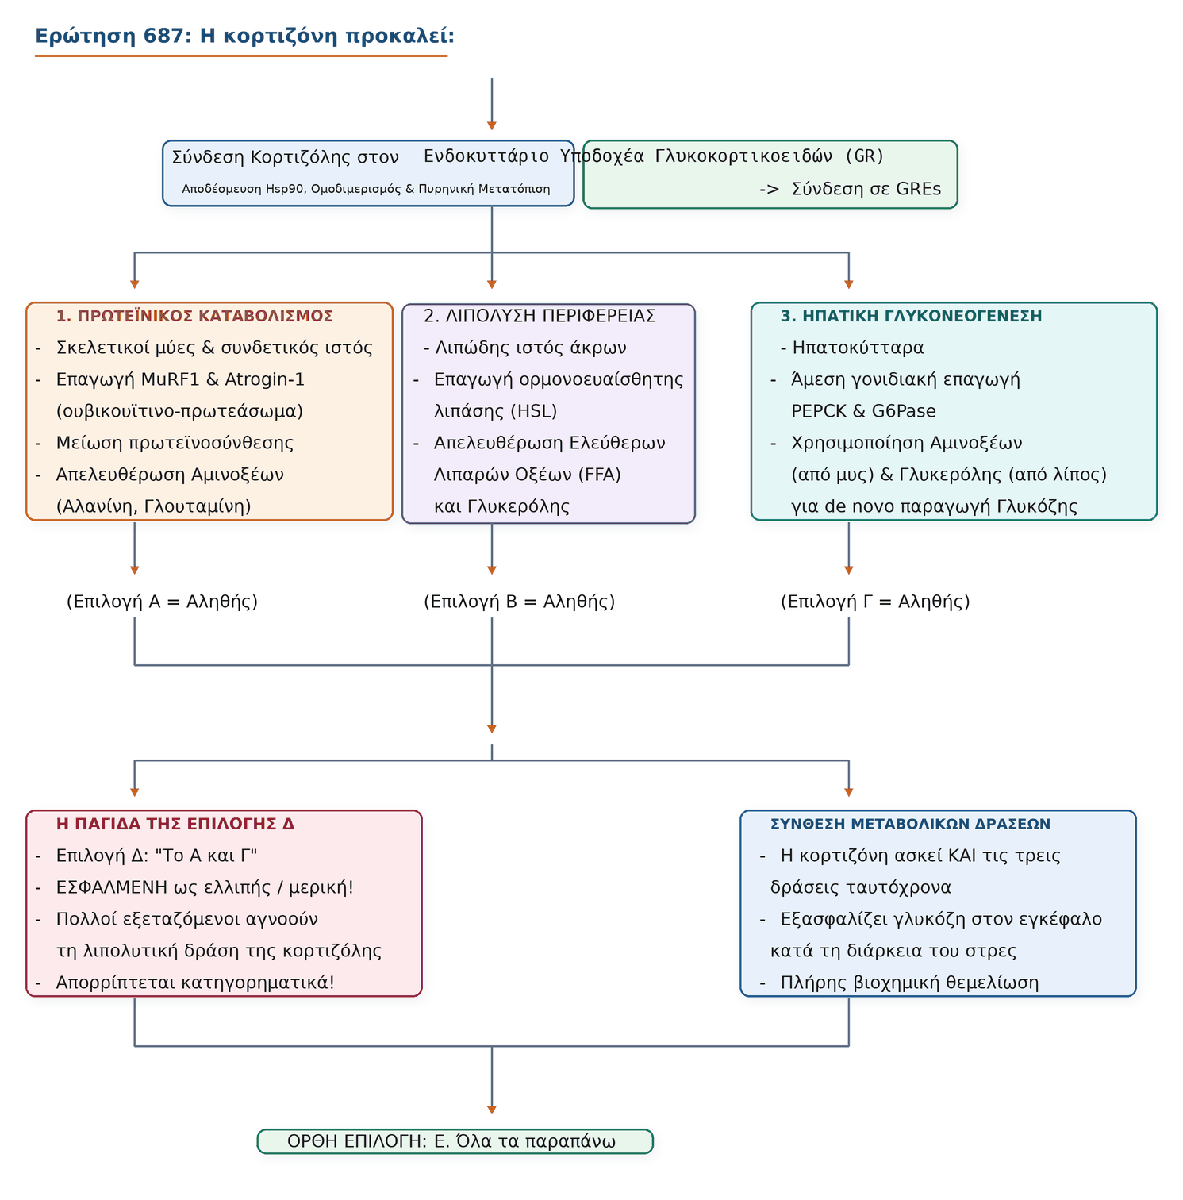 Ερώτηση 687: Η κορτιζόνη προκαλεί:
Σύνδεση Κορτιζόλης στον Ενδοκυττάριο Υποδοχέα Γλυκοκορτικοειδών (GR)
Αποδέσμευση Hsp90, Ομοδιμερισμός & Πυρηνική Μετατόπιση
-> Σύνδεση σε GREs
1. ΠΡΩΤΕΪΝΙΚΟΣ ΚΑΤΑΒΟΛΙΣΜΟΣ
- Σκελετικοί μύες & συνδετικός ιστός
- Επαγωγή MuRF1 & Atrogin-1
(ουβικουϊτινο-πρωτεάσωμα)
- Μείωση πρωτεϊνοσύνθεσης
- Απελευθέρωση Αμινοξέων
(Αλανίνη, Γλουταμίνη)
2. ΛΙΠΟΛΥΣΗ ΠΕΡΙΦΕΡΕΙΑΣ
- Λιπώδης ιστός άκρων
- Επαγωγή ορμονοευαίσθητης
λιπάσης (HSL)
- Απελευθέρωση Ελεύθερων
Λιπαρών Οξέων (FFA)
και Γλυκερόλης
3. ΗΠΑΤΙΚΗ ΓΛΥΚΟΝΕΟΓΕΝΕΣΗ
- Ηπατοκύτταρα
- Άμεση γονιδιακή επαγωγή
PEPCK & G6Pase
- Χρησιμοποίηση Αμινοξέων
(από μυς) & Γλυκερόλης (από λίπος)
για de novo παραγωγή Γλυκόζης
(Επιλογή Α = Αληθής)
(Επιλογή Β = Αληθής)
(Επιλογή Γ = Αληθής)
Η ΠΑΓΙΔΑ ΤΗΣ ΕΠΙΛΟΓΗΣ Δ
- Επιλογή Δ: "Το Α και Γ"
- ΕΣΦΑΛΜΕΝΗ ως ελλιπής / μερική!
- Πολλοί εξεταζόμενοι αγνοούν
τη λιπολυτική δράση της κορτιζόλης
- Απορρίπτεται κατηγορηματικά!
ΣΥΝΘΕΣΗ ΜΕΤΑΒΟΛΙΚΩΝ ΔΡΑΣΕΩΝ
- Η κορτιζόνη ασκεί ΚΑΙ τις τρεις
δράσεις ταυτόχρονα
- Εξασφαλίζει γλυκόζη στον εγκέφαλο
κατά τη διάρκεια του στρες
- Πλήρης βιοχημική θεμελίωση
ΟΡΘΗ ΕΠΙΛΟΓΗ: Ε. Όλα τα παραπάνω